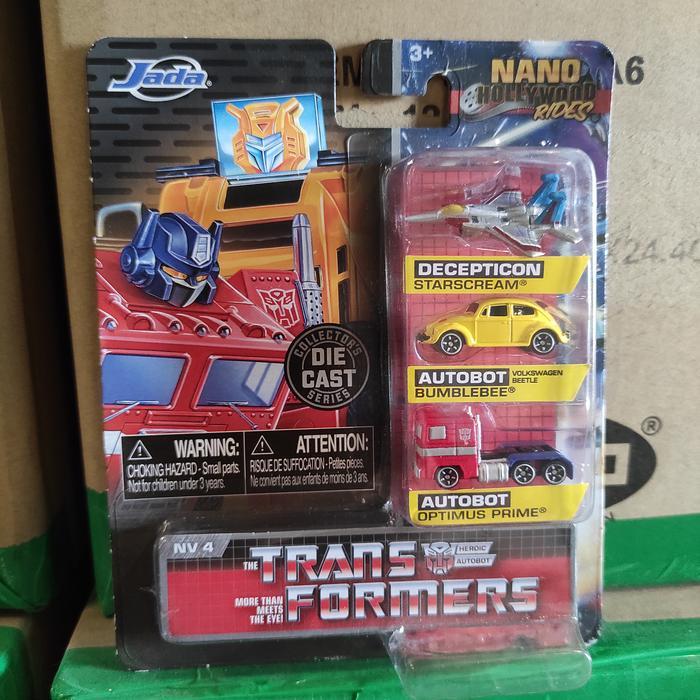 Jada
3+
NANO
HOLLYWOOD
RIDES
A6
COLLECTOR'S
DIE
CAST
SERIES
DECEPTICON
STARSCREAM®
AUTOBOT VOLKSWAGEN BEETLE
BUMBLEBEE®
AUTOBOT
OPTIMUS PRIME®
WARNING:
CHOKING HAZARD - Small parts.
Not for children under 3 years.
ATTENTION:
RISQUE DE SUFFOCATION - Petites pièces.
Ne convient pas aux enfants de moins de 3 ans.
NV 4
THE TRANSFORMERS
HEROIC
AUTOBOT
MORE THAN
MEETS
THE EYE!
®